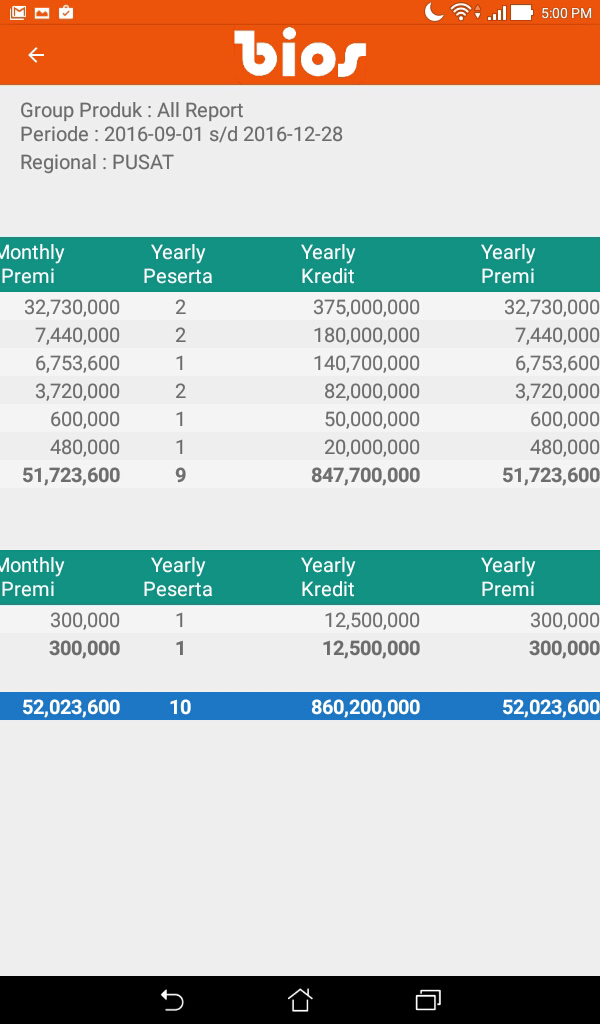 5:00 PM
bios
Group Produk : All Report
Periode : 2016-09-01 s/d 2016-12-28
Regional : PUSAT
Monthly Premi Yearly Peserta Yearly Kredit Yearly Premi
32,730,000 2 375,000,000 32,730,000
7,440,000 2 180,000,000 7,440,000
6,753,600 1 140,700,000 6,753,600
3,720,000 2 82,000,000 3,720,000
600,000 1 50,000,000 600,000
480,000 1 20,000,000 480,000
51,723,600 9 847,700,000 51,723,600
Monthly Premi Yearly Peserta Yearly Kredit Yearly Premi
300,000 1 12,500,000 300,000
300,000 1 12,500,000 300,000
52,023,600 10 860,200,000 52,023,600